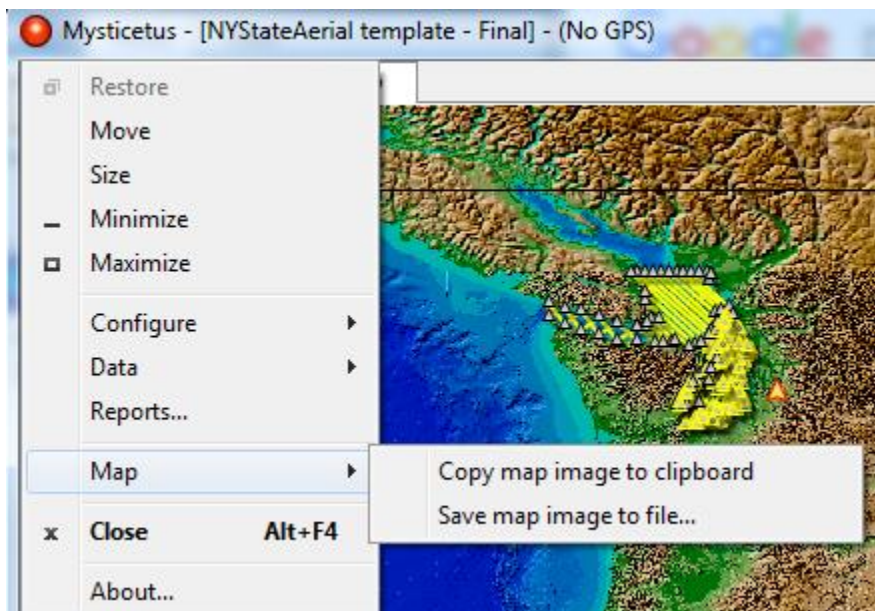 Mysticetus - [NYStateAerial template - Final] - (No GPS)
Restore
Move
Size
Minimize
Maximize
Configure
Data
Reports...
Map
Copy map image to clipboard
Save map image to file...
Close Alt+F4
About...